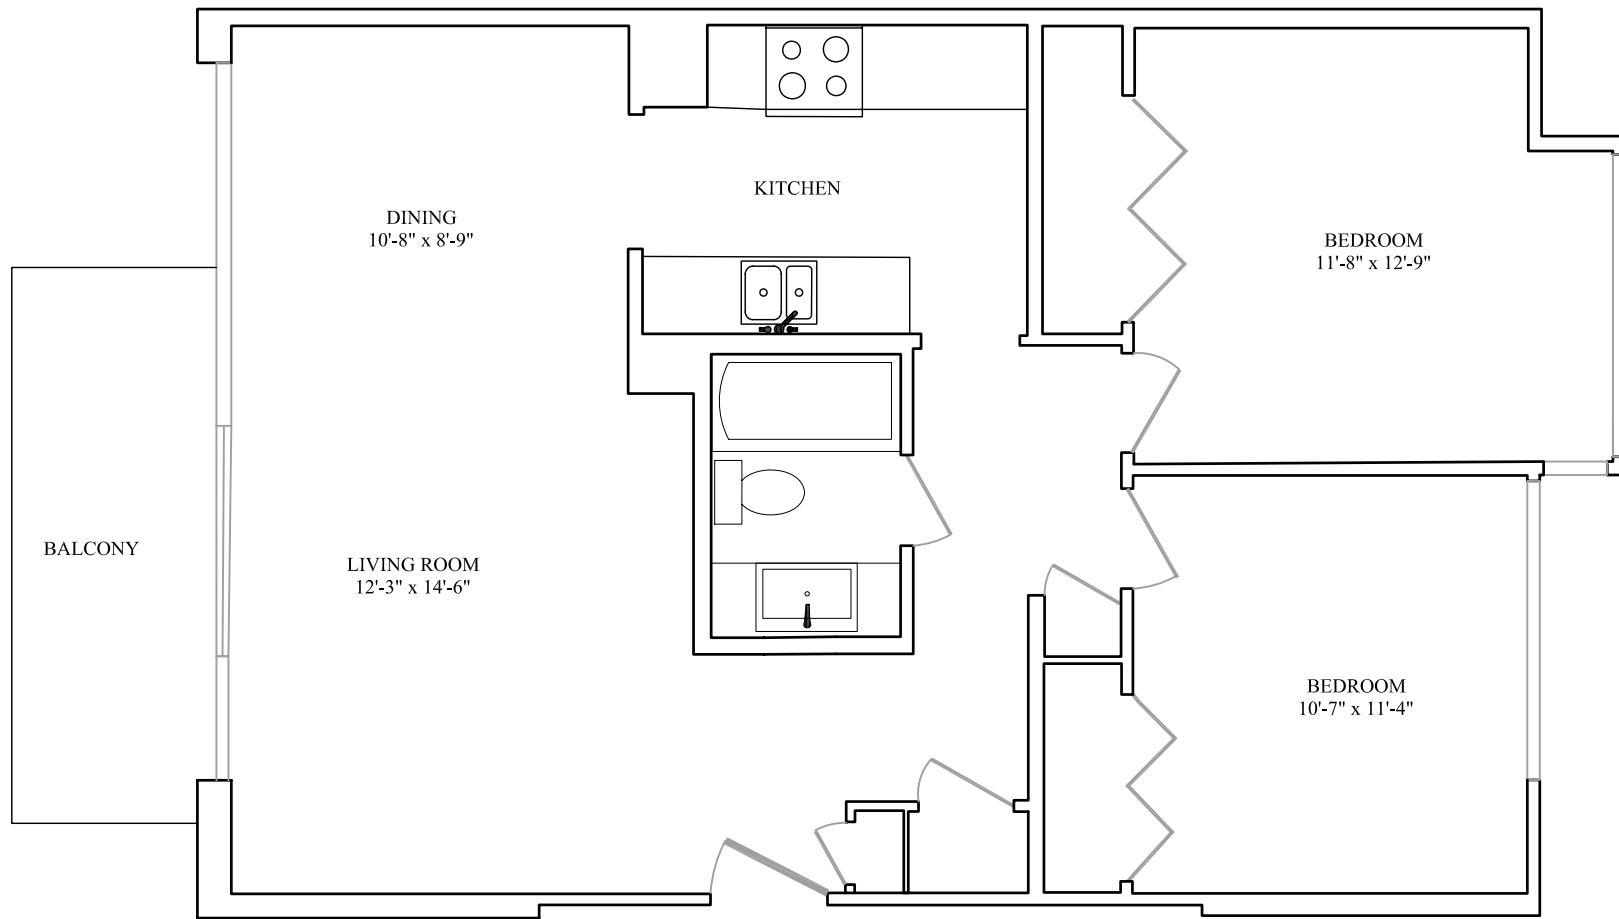 KITCHEN
DINING
10'-8" x 8'-9"
BEDROOM
11'-8" x 12'-9"
BALCONY
LIVING ROOM
12'-3" x 14'-6"
BEDROOM
10'-7" x 11'-4"